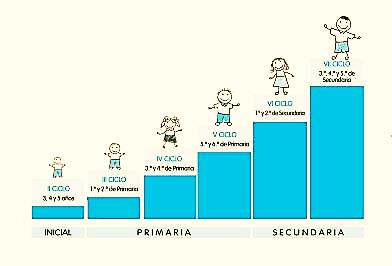 VII CICLO
3.º, 4.º y 5.º de
Secundaria
VI CICLO
1.º y 2.º de Secundaria
V CICLO
5.º y 6.º de Primaria
IV CICLO
3.º y 4.º de Primaria
III CICLO
1.º y 2.º de Primaria
II CICLO
3, 4 y 5 años
INICIAL
PRIMARIA
SECUNDARIA